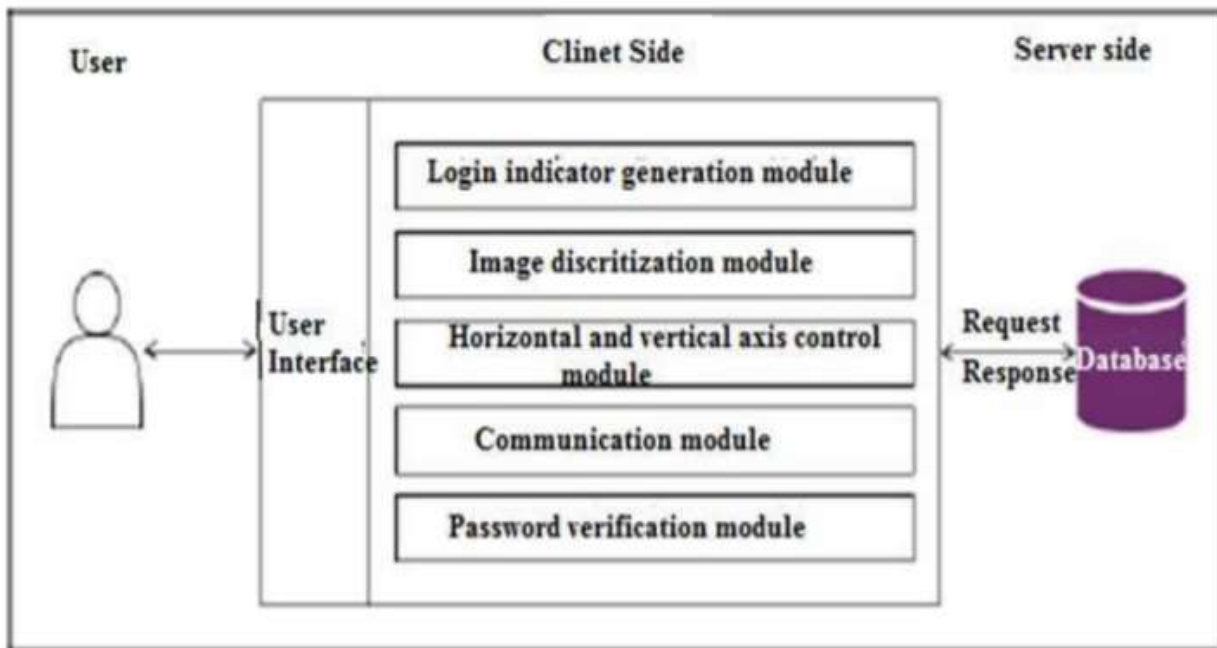 User
Clinet Side
Server side
Login indicator generation module
Image discritization module
User
Interface
Horizontal and vertical axis control
module
Communication module
Password verification module
Request
Response
Database